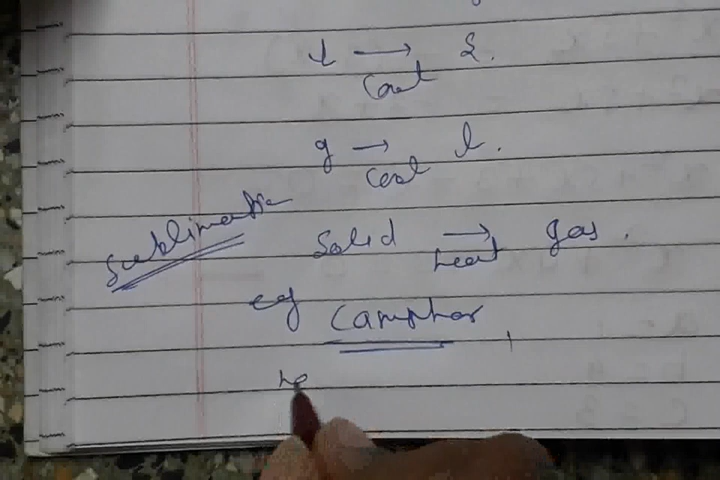 l → S.
Cool
g → l.
Cool
Sublimation Solid → gas.
heat
eg Camphor,